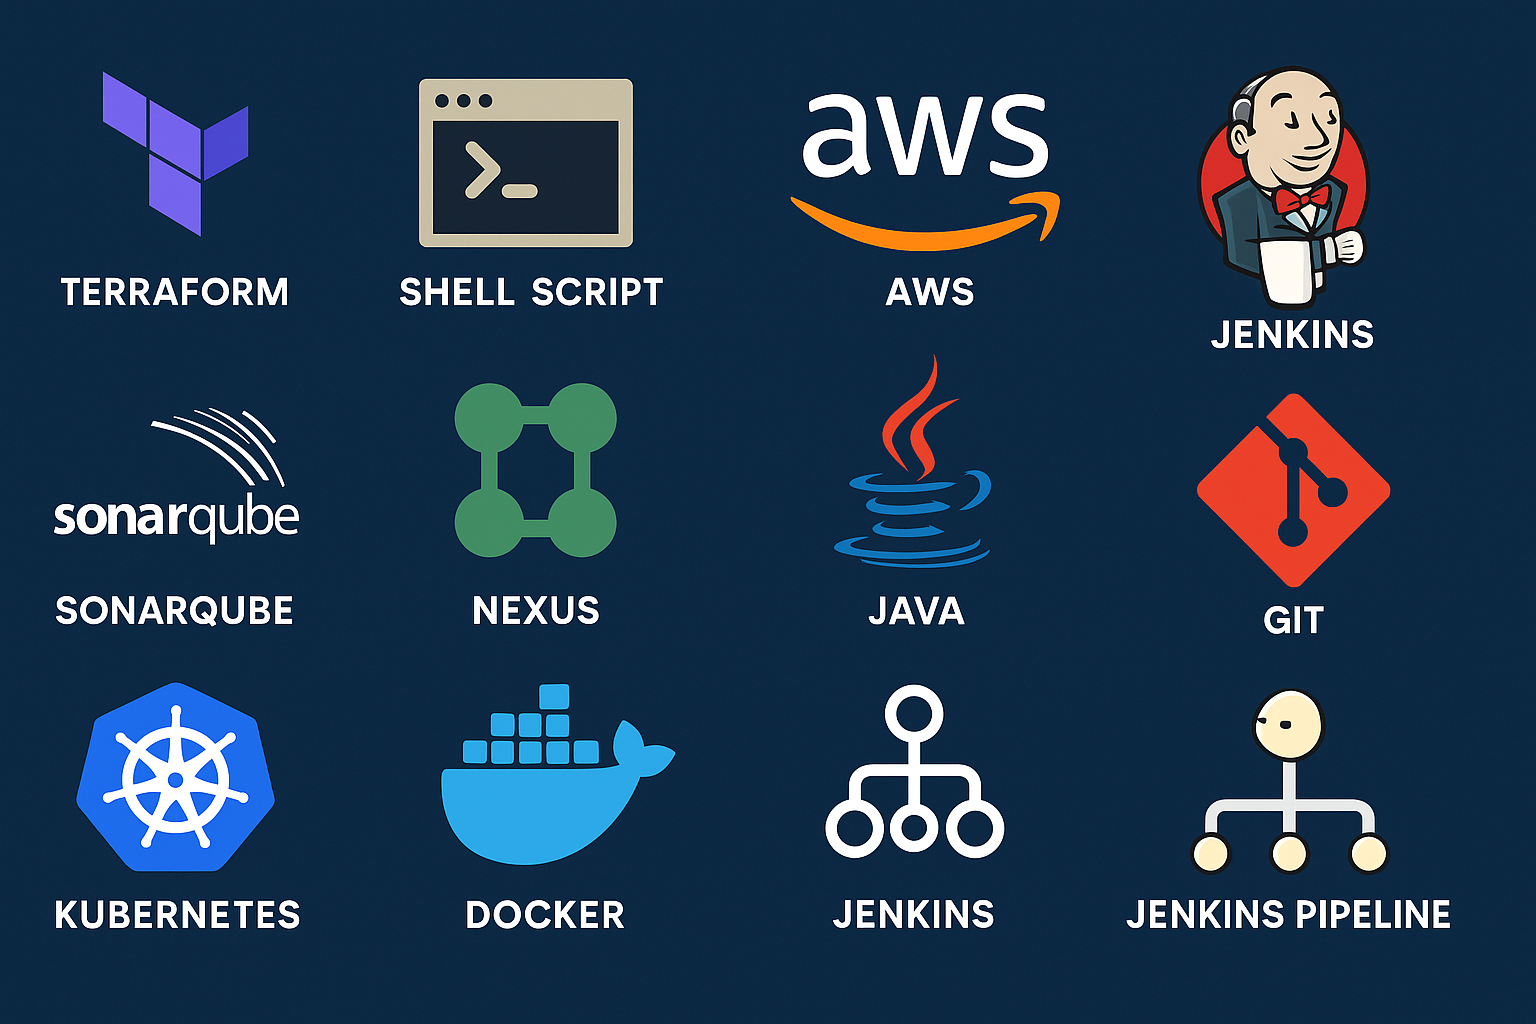 aws
TERRAFORM
SHELL SCRIPT
AWS
JENKINS
sonarqube
SONARQUBE
NEXUS
JAVA
GIT
KUBERNETES
DOCKER
JENKINS
JENKINS PIPELINE